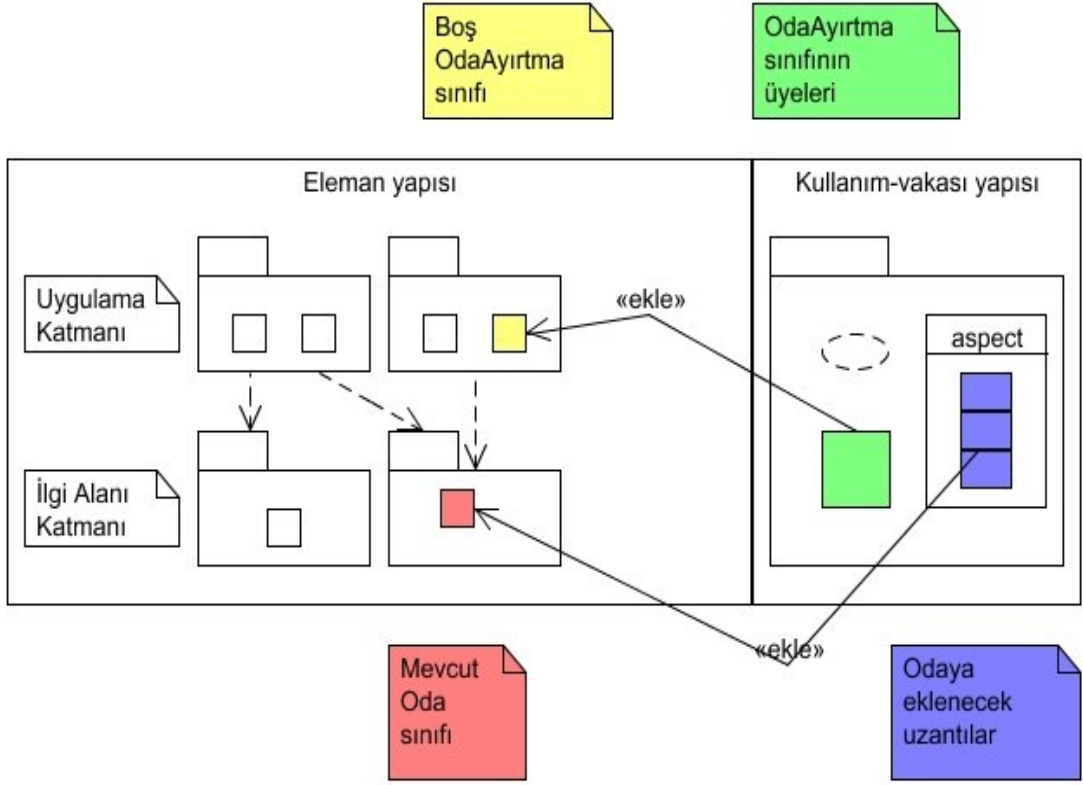 Boş
OdaAyırtma
sınıfı
OdaAyırtma
sınıfının
üyeleri
Eleman yapısı
Kullanım-vakası yapısı
Uygulama
Katmanı
«ekle»
aspect
İlgi Alanı
Katmanı
«ekle»
Mevcut
Oda
sınıfı
Odaya
eklenecek
uzantılar